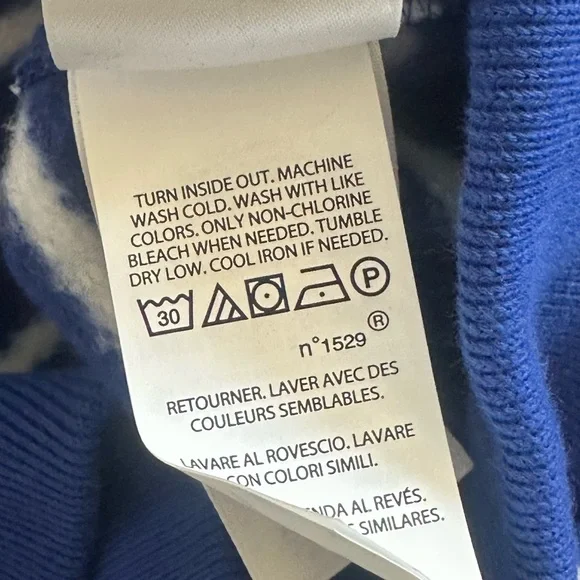 TURN INSIDE OUT. MACHINE
WASH COLD. WASH WITH LIKE
COLORS. ONLY NON-CHLORINE
BLEACH WHEN NEEDED. TUMBLE
DRY LOW. COOL IRON IF NEEDED.
30 P
®
n°1529
RETOURNER. LAVER AVEC DES
COULEURS SEMBLABLES.
LAVARE AL ROVESCIO. LAVARE
CON COLORI SIMILI.
AL REVÉS.
SIMILARES.